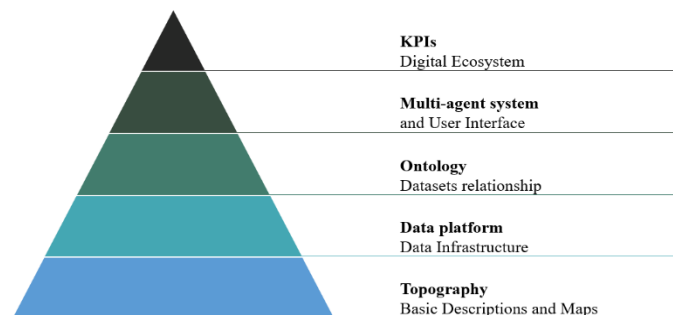 KPIs
Digital Ecosystem
Multi-agent system
and User Interface
Ontology
Datasets relationship
Data platform
Data Infrastructure
Topography
Basic Descriptions and Maps